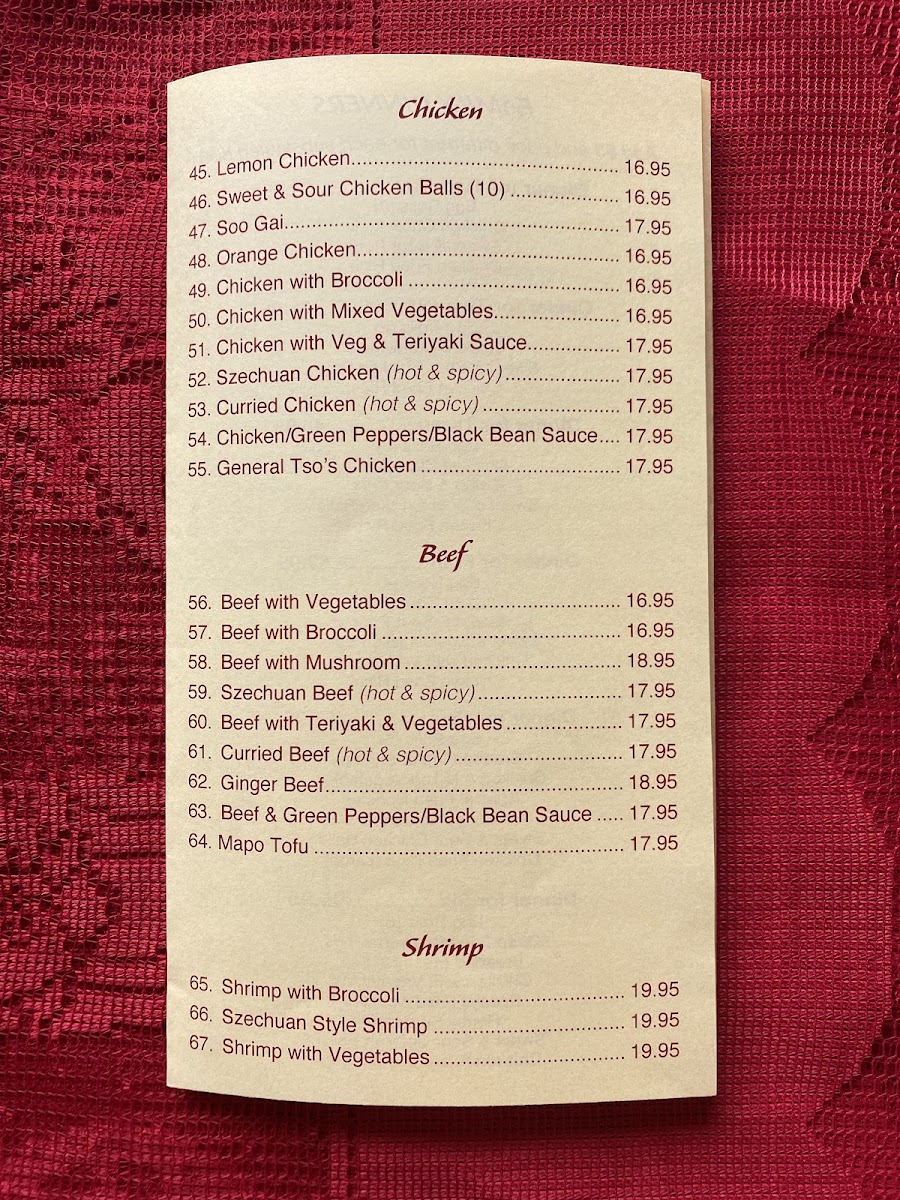 Chicken
45. Lemon Chicken................................................ 16.95
46. Sweet & Sour Chicken Balls (10) .................... 16.95
47. Soo Gai............................................................ 17.95
48. Orange Chicken............................................... 16.95
49. Chicken with Broccoli ...................................... 16.95
50. Chicken with Mixed Vegetables....................... 16.95
51. Chicken with Veg & Teriyaki Sauce................. 17.95
52. Szechuan Chicken (hot & spicy)..................... 17.95
53. Curried Chicken (hot & spicy) ......................... 17.95
54. Chicken/Green Peppers/Black Bean Sauce.... 17.95
55. General Tso's Chicken .................................... 17.95
Beef
56. Beef with Vegetables ...................................... 16.95
57. Beef with Broccoli ........................................... 16.95
58. Beef with Mushroom ....................................... 18.95
59. Szechuan Beef (hot & spicy).......................... 17.95
60. Beef with Teriyaki & Vegetables ..................... 17.95
61. Curried Beef (hot & spicy) .............................. 17.95
62. Ginger Beef..................................................... 18.95
63. Beef & Green Peppers/Black Bean Sauce ..... 17.95
64. Mapo Tofu ....................................................... 17.95
Shrimp
65. Shrimp with Broccoli ....................................... 19.95
66. Szechuan Style Shrimp .................................. 19.95
67. Shrimp with Vegetables .................................. 19.95